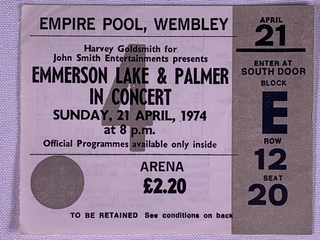 EMPIRE POOL, WEMBLEY
Harvey Goldsmith for
John Smith Entertainments presents
EMMERSON LAKE & PALMER
IN CONCERT
SUNDAY, 21 APRIL, 1974
at 8 p.m.
Official Programmes available only inside
4
ARENA
£2.20
TO BE RETAINED See conditions on back
APRIL
21
ENTER AT
SOUTH DOOR
BLOCK
E
ROW
12
SEAT
20